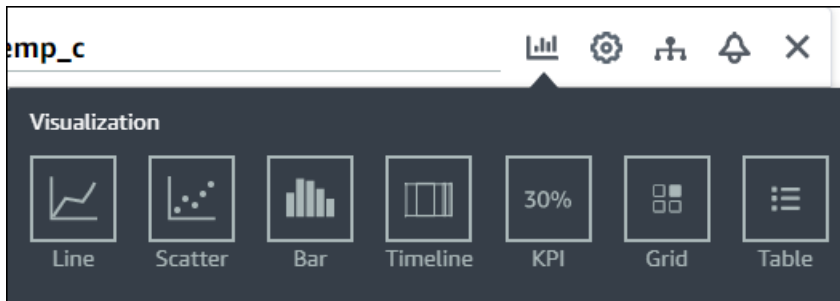 emp_c
Visualization
30%
Line Scatter Bar Timeline KPI Grid Table